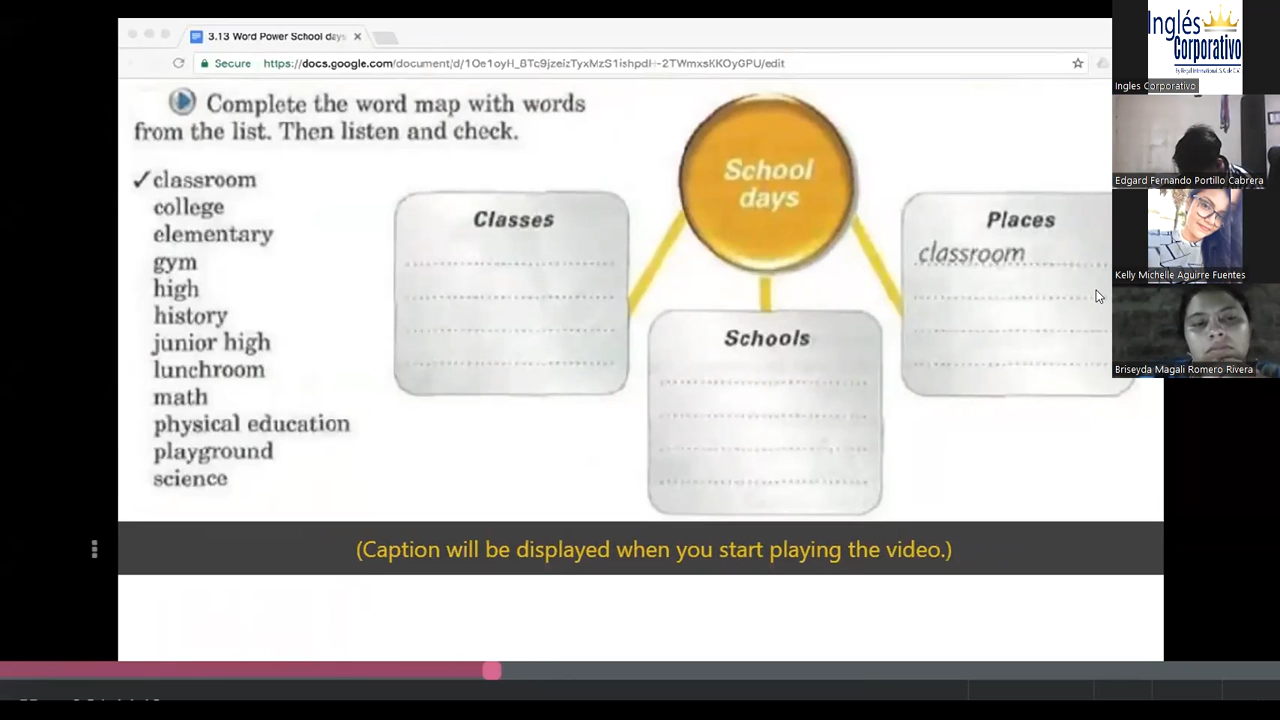 3.13 Word Power School days
Secure
https://docs.google.com/document/d/1Oe1oyH_8Tc9jzeizTyxMzS1ishpdH-2TWmxsKKOyGPU/edit
Complete the word map with words
from the list. Then listen and check.
✓classroom
college
elementary
gym
high
history
junior high
lunchroom
math
physical education
playground
science
School
days
Classes
Schools
Places
classroom
(Caption will be displayed when you start playing the video.)
Inglés
Corporativo
Ingles Corporativo
Edgard Fernando Portillo Cabrera
Kelly Michelle Aguirre Fuentes
Briseyda Magali Romero Rivera